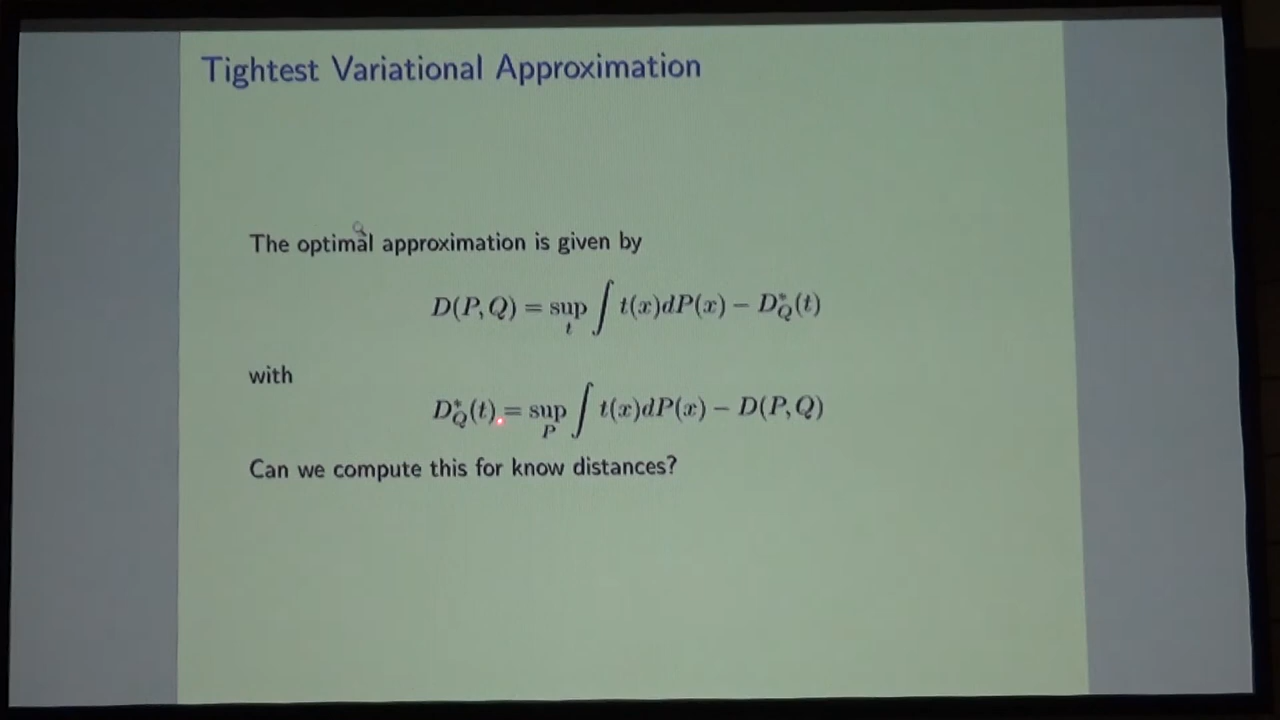 Tightest Variational Approximation
The optimal approximation is given by
D(P, Q) = sup_t ∫ t(x)dP(x) − D*_Q(t)
with
D*_Q(t) = sup_P ∫ t(x)dP(x) − D(P, Q)
Can we compute this for know distances?